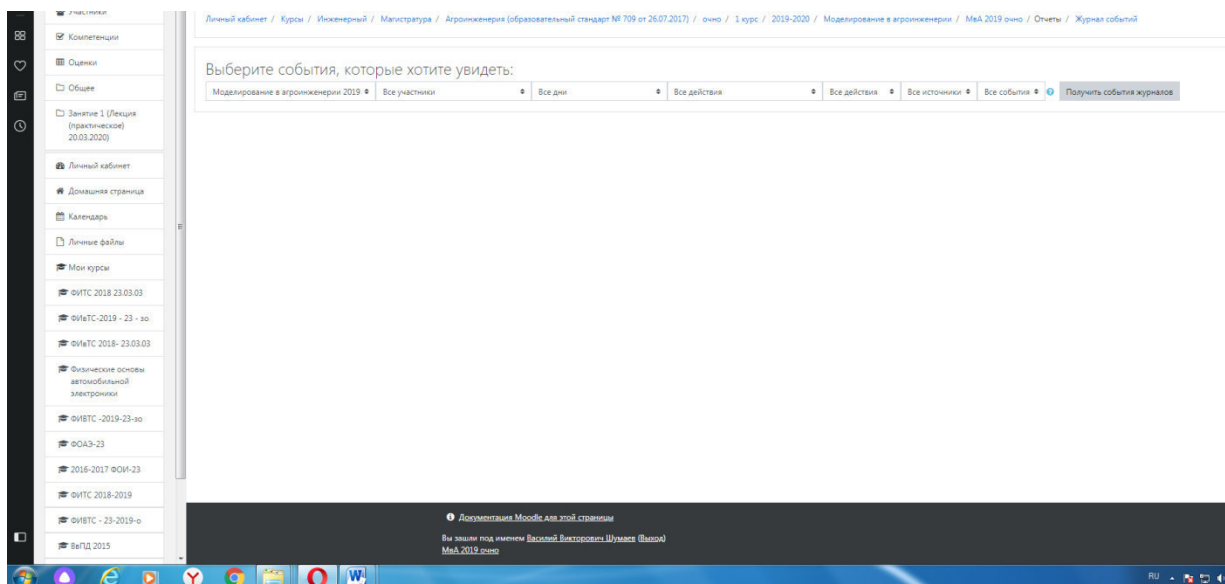 Участники
Личный кабинет / Курсы / Инженерный / Магистратура / Агроинженерия (образовательный стандарт № 709 от 26.07.2017) / очно / 1 курс / 2019-2020 / Моделирование в агроинженерии / МвА 2019 очно / Отчеты / Журнал событий
Компетенции
Оценки
Общее
Занятие 1 (Лекция
(практическое)
20.03.2020)
Выберите события, которые хотите увидеть:
Моделирование в агроинженерии 2019 Все участники Все дни Все действия Все действия Все источники Все события Получить события журналов
Личный кабинет
Домашняя страница
Календарь
Личные файлы
Мои курсы
ФИТС 2018 23.03.03
ФИвТС-2019 - 23 - зо
ФИвТС 2018- 23.03.03
Физические основы
автомобильной
электроники
ФИВТС -2019-23-зо
ФОАЭ-23
2016-2017 ФОИ-23
ФИТС 2018-2019
ФИВТС - 23-2019-о
ВеПД 2015
Документация Moodle для этой страницы
Вы зашли под именем Василий Викторович Шумаев (Выход)
МвА 2019 очно
RU